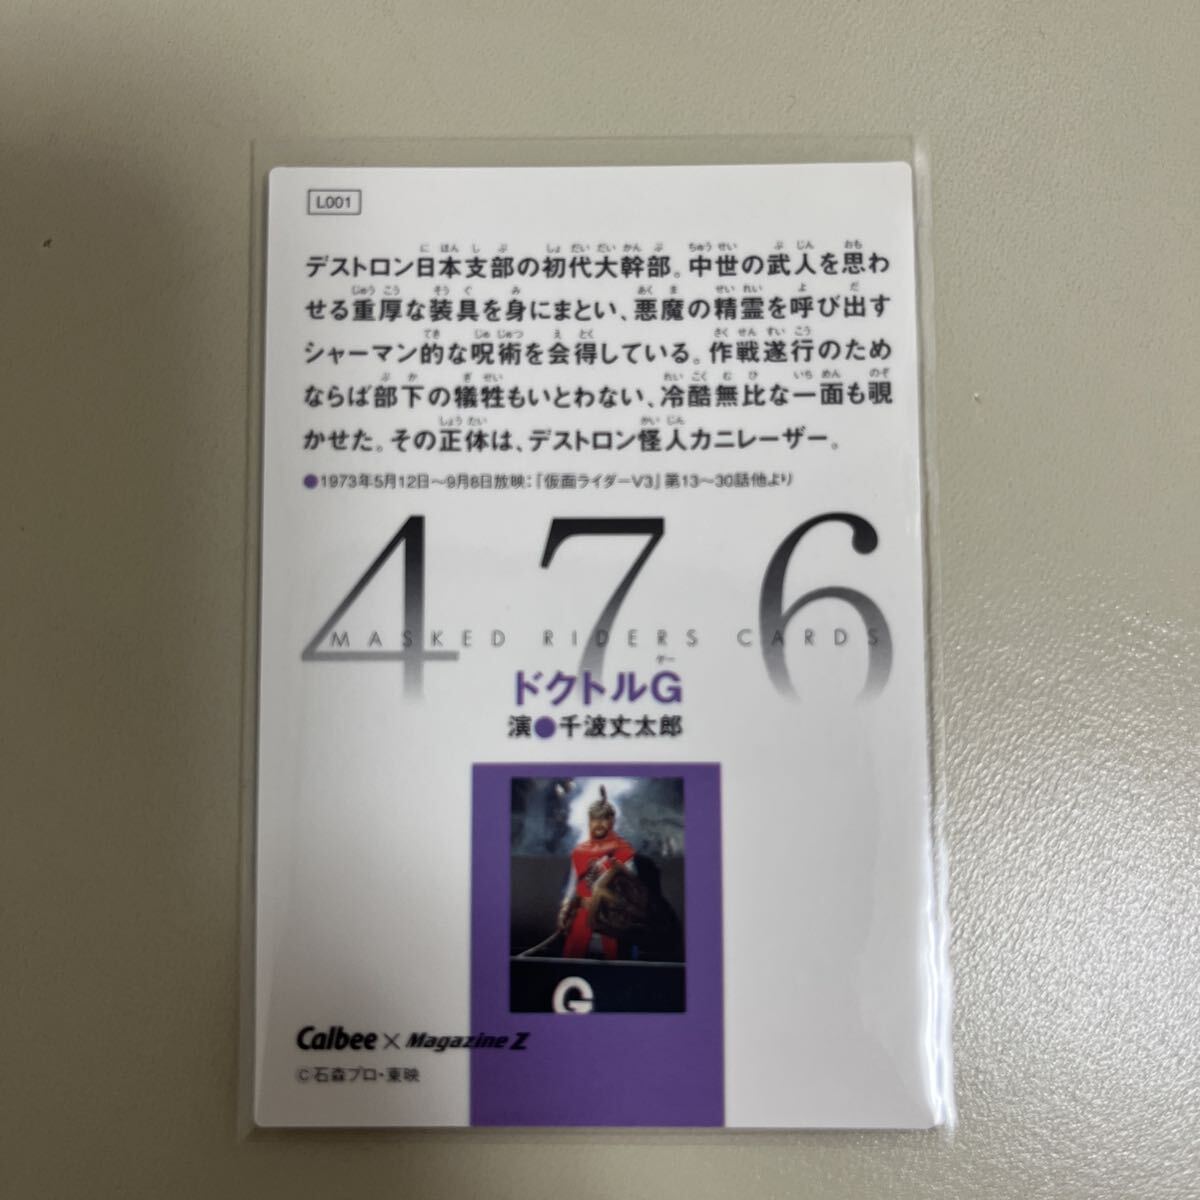 L001
デストロン日本支部の初代大幹部。中世の武人を思わ
せる重厚な装具を身にまとい、悪魔の精霊を呼び出す
シャーマン的な呪術を会得している。作戦遂行のため
ならば部下の犠牲もいとわない、冷酷無比な一面も覗
かせた。その正体は、デストロン怪人カニレーザー。
●1973年5月12日〜9月8日放映:『仮面ライダーV3』第13〜30話他より
476
MASKED RIDERS CARDS
ゲー
ドクトルG
演●千波丈太郎
G
Calbee×Magazine Z
©石森プロ・東映